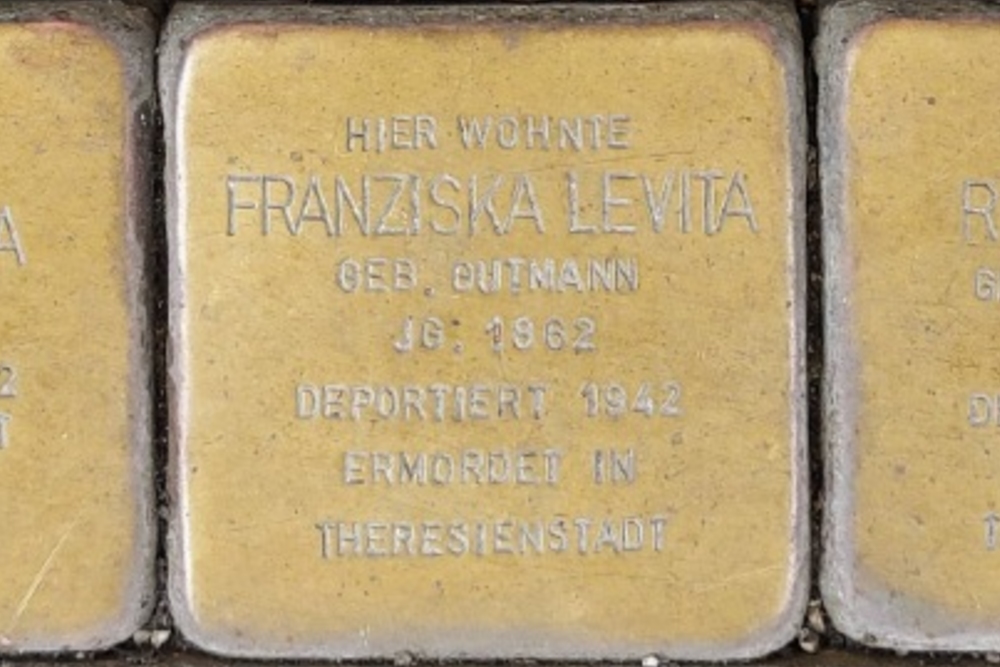 HIER WOHNTE
FRANZISKA LEVITA
GEB. GUTMANN
JG. 1862
DEPORTIERT 1942
ERMORDET IN
THERESIENSTADT